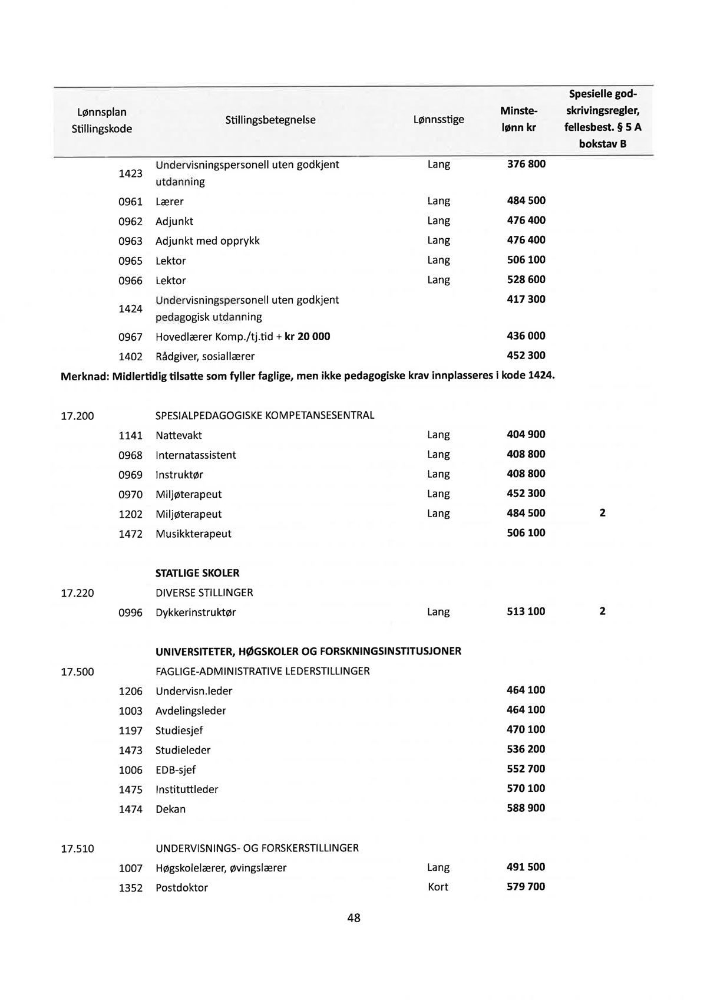 Lønnsplan
Stillingskode
Stillingsbetegnelse
Lønnsstige
Minste-
lønn kr
Spesielle god-
skrivingsregler,
fellesbest. § 5 A
bokstav B
1423 Undervisningspersonell uten godkjent
utdanning Lang 376 800
0961 Lærer Lang 484 500
0962 Adjunkt Lang 476 400
0963 Adjunkt med opprykk Lang 476 400
0965 Lektor Lang 506 100
0966 Lektor Lang 528 600
1424 Undervisningspersonell uten godkjent
pedagogisk utdanning 417 300
0967 Hovedlærer Komp./tj.tid + kr 20 000 436 000
1402 Rådgiver, sosiallærer 452 300
Merknad: Midlertidig tilsatte som fyller faglige, men ikke pedagogiske krav innplasseres i kode 1424.
17.200 SPESIALPEDAGOGISKE KOMPETANSESENTRAL
1141 Nattevakt Lang 404 900
0968 Internatassistent Lang 408 800
0969 Instruktør Lang 408 800
0970 Miljøterapeut Lang 452 300
1202 Miljøterapeut Lang 484 500 2
1472 Musikkterapeut 506 100
STATLIGE SKOLER
17.220 DIVERSE STILLINGER
0996 Dykkerinstruktør Lang 513 100 2
UNIVERSITETER, HØGSKOLER OG FORSKNINGSINSTITUSJONER
17.500 FAGLIGE-ADMINISTRATIVE LEDERSTILLINGER
1206 Undervisn.leder 464 100
1003 Avdelingsleder 464 100
1197 Studiesjef 470 100
1473 Studieleder 536 200
1006 EDB-sjef 552 700
1475 Instituttleder 570 100
1474 Dekan 588 900
17.510 UNDERVISNINGS- OG FORSKERSTILLINGER
1007 Høgskolelærer, øvingslærer Lang 491 500
1352 Postdoktor Kort 579 700
48